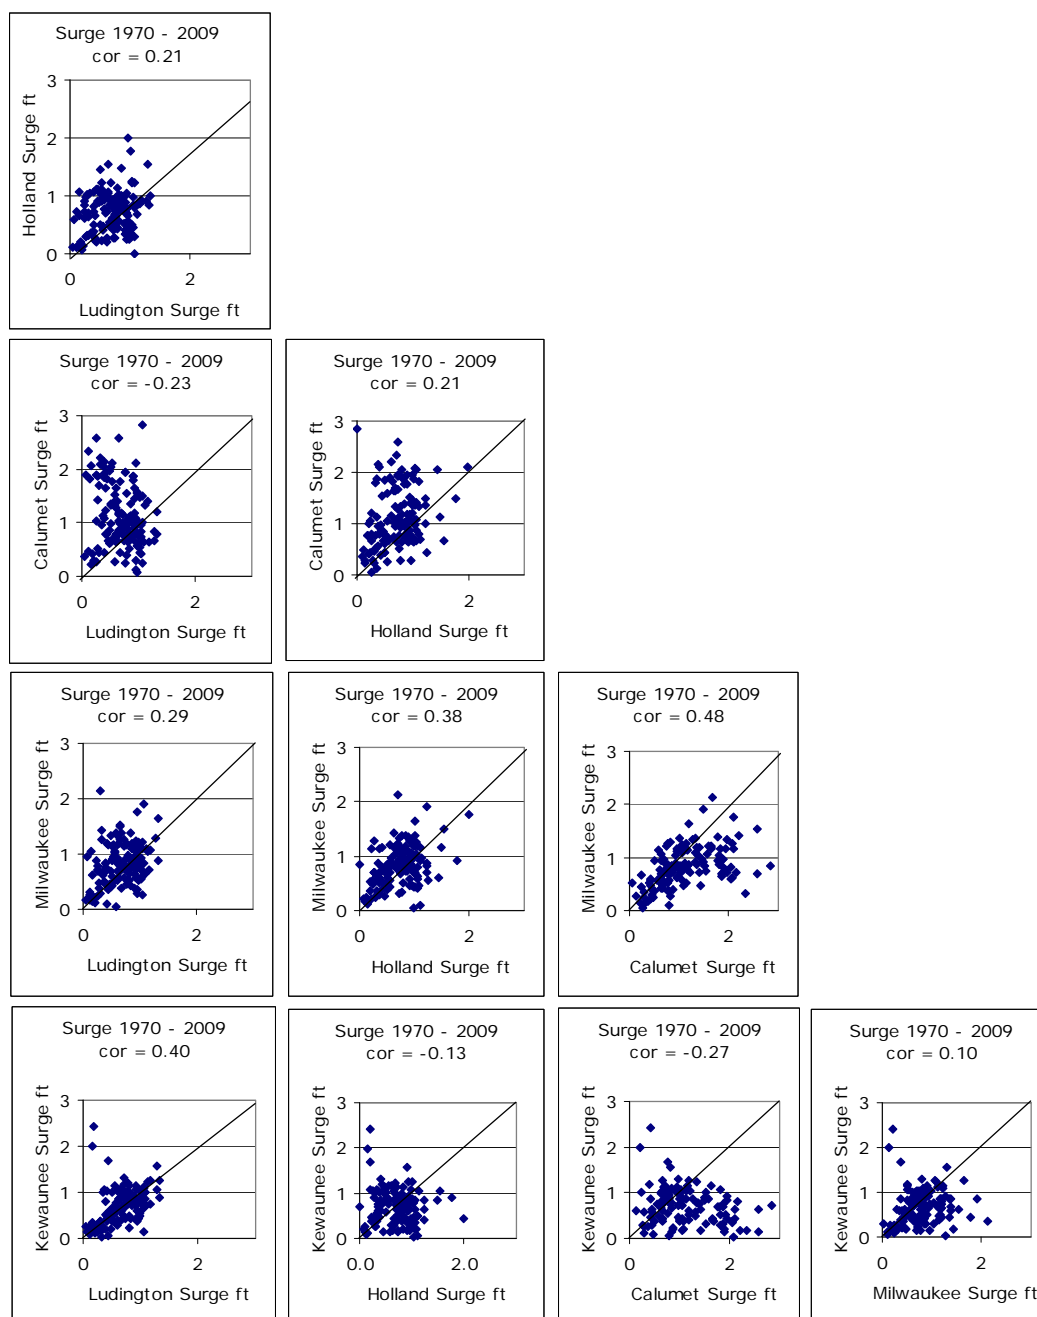 Surge 1970 - 2009
cor = 0.21
3
2
1
0
0
2
Holland Surge ft
Ludington Surge ft
Surge 1970 - 2009
cor = -0.23
3
2
1
0
0
2
Calumet Surge ft
Ludington Surge ft
Surge 1970 - 2009
cor = 0.21
3
2
1
0
0
2
Calumet Surge ft
Holland Surge ft
Surge 1970 - 2009
cor = 0.29
3
2
1
0
0
2
Milwaukee Surge ft
Ludington Surge ft
Surge 1970 - 2009
cor = 0.38
3
2
1
0
0
2
Milwaukee Surge ft
Holland Surge ft
Surge 1970 - 2009
cor = 0.48
3
2
1
0
0
2
Milwaukee Surge ft
Calumet Surge ft
Surge 1970 - 2009
cor = 0.40
3
2
1
0
0
2
Kewaunee Surge ft
Ludington Surge ft
Surge 1970 - 2009
cor = -0.13
3
2
1
0
0.0
2.0
Kewaunee Surge ft
Holland Surge ft
Surge 1970 - 2009
cor = -0.27
3
2
1
0
0
2
Kewaunee Surge ft
Calumet Surge ft
Surge 1970 - 2009
cor = 0.10
3
2
1
0
0
2
Kewaunee Surge ft
Milwaukee Surge ft